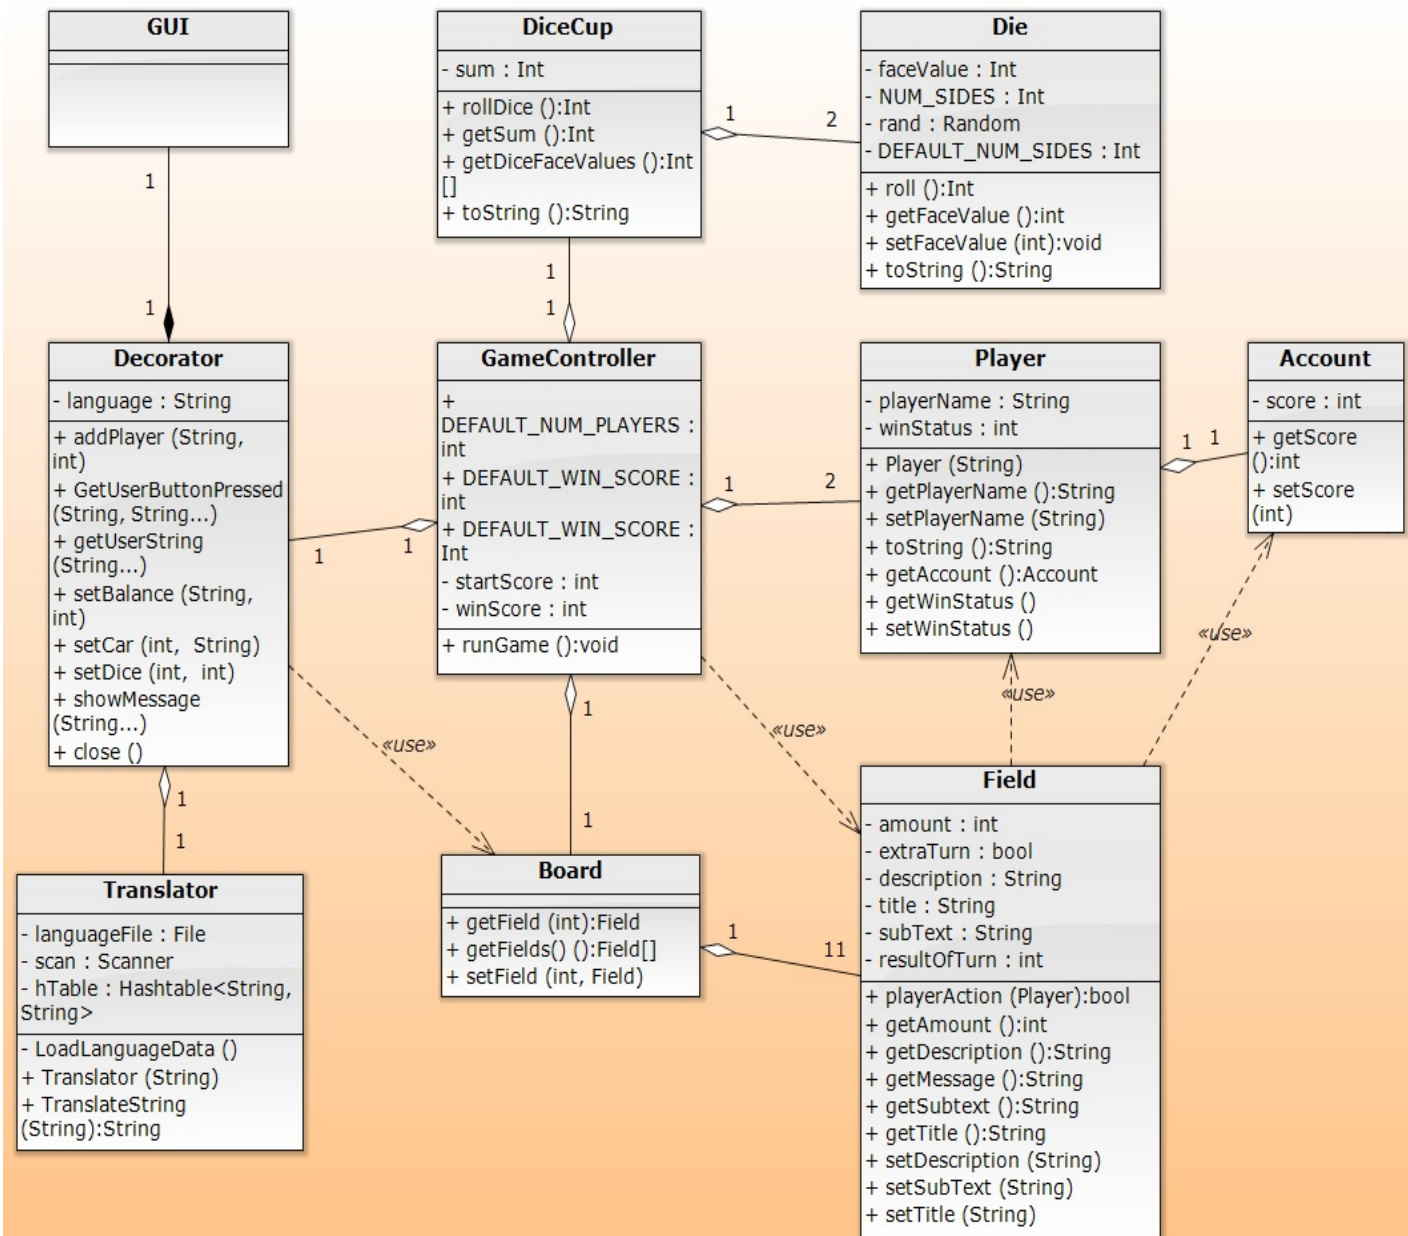 GUI
DiceCup
- sum : Int
+ rollDice ():Int
+ getSum ():Int
+ getDiceFaceValues ():Int
[]
+ toString ():String
Die
- faceValue : Int
- NUM_SIDES : Int
- rand : Random
- DEFAULT_NUM_SIDES : Int
+ roll ():Int
+ getFaceValue ():int
+ setFaceValue (int):void
+ toString ():String
1
2
1
1
1
1
Decorator
- language : String
+ addPlayer (String,
int)
+ GetUserButtonPressed
(String, String...)
+ getUserString
(String...)
+ setBalance (String,
int)
+ setCar (int, String)
+ setDice (int, int)
+ showMessage
(String...)
+ close ()
1
1
GameController
+
DEFAULT_NUM_PLAYERS :
int
+ DEFAULT_WIN_SCORE :
int
+ DEFAULT_WIN_SCORE :
Int
- startScore : int
- winScore : int
+ runGame ():void
1
2
Player
- playerName : String
- winStatus : int
+ Player (String)
+ getPlayerName ():String
+ setPlayerName (String)
+ toString ():String
+ getAccount ():Account
+ getWinStatus ()
+ setWinStatus ()
1
1
Account
- score : int
+ getScore
():int
+ setScore
(int)
«use»
«use»
«use»
«use»
1
1
1
1
Translator
- languageFile : File
- scan : Scanner
- hTable : Hashtable<String,
String>
- LoadLanguageData ()
+ Translator (String)
+ TranslateString
(String):String
Board
+ getField (int):Field
+ getFields() ():Field[]
+ setField (int, Field)
1
11
Field
- amount : int
- extraTurn : bool
- description : String
- title : String
- subText : String
- resultOfTurn : int
+ playerAction (Player):bool
+ getAmount ():int
+ getDescription ():String
+ getMessage ():String
+ getSubtext ():String
+ getTitle ():String
+ setDescription (String)
+ setSubText (String)
+ setTitle (String)